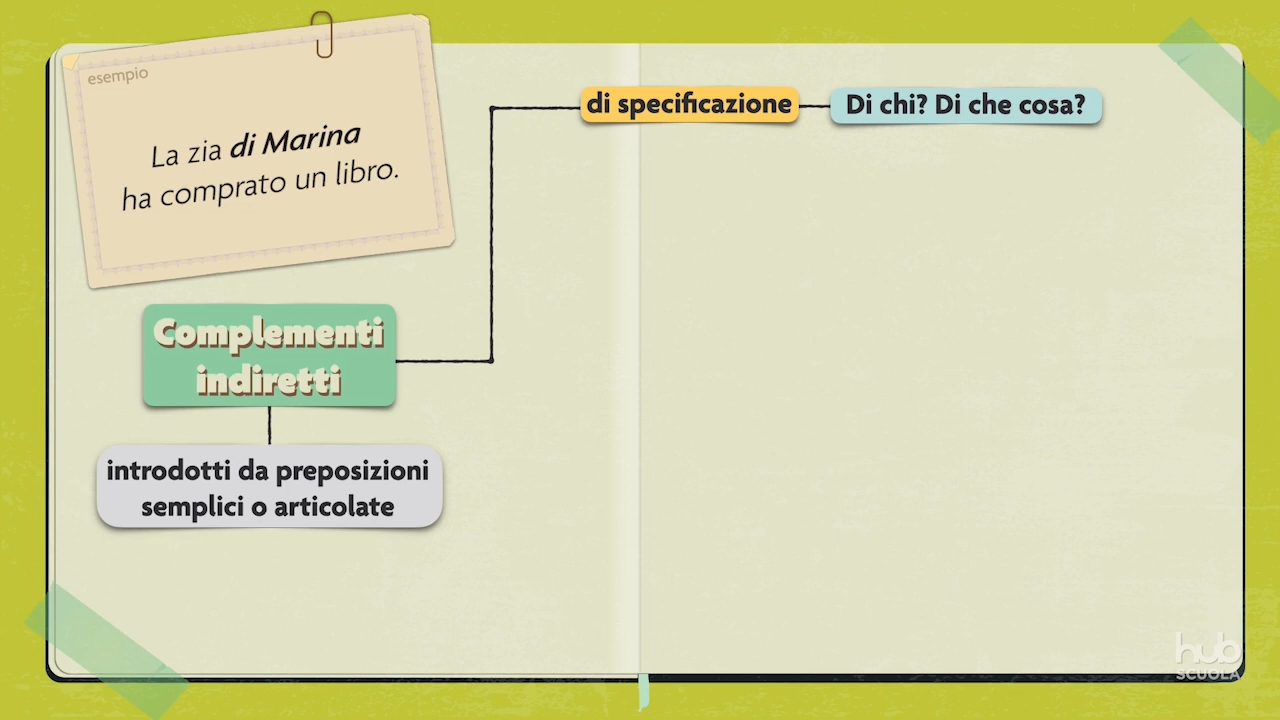 esempio
La zia di Marina
ha comprato un libro.
di specificazione
Di chi? Di che cosa?
Complementi
indiretti
introdotti da preposizioni
semplici o articolate
hub
SCUOLA